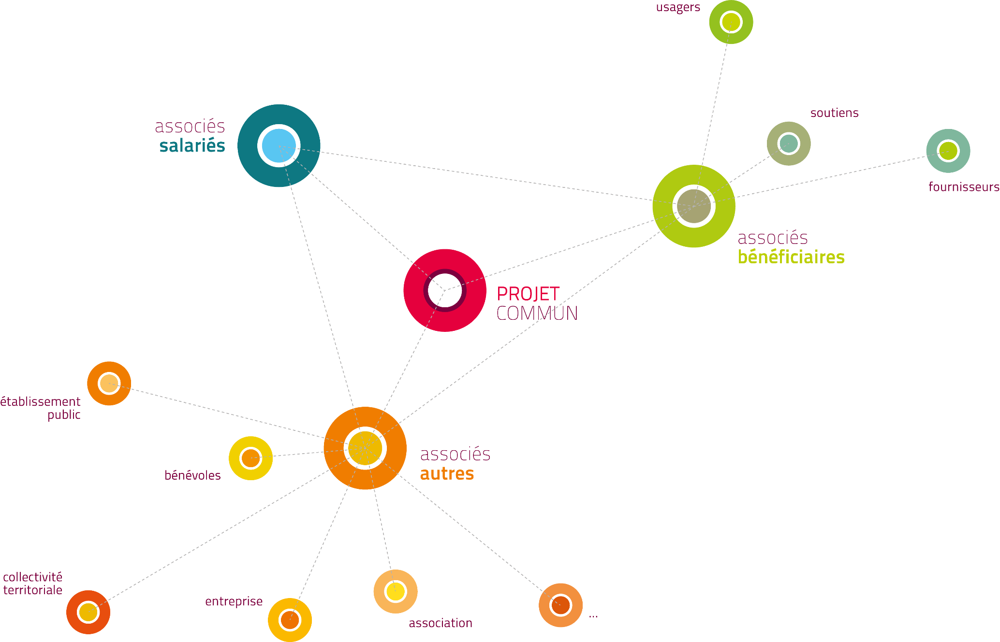 usagers
soutiens
associés
salariés
fournisseurs
associés
bénéficiaires
PROJET
COMMUN
établissement
public
associés
autres
bénévoles
collectivité
territoriale
entreprise
association
...